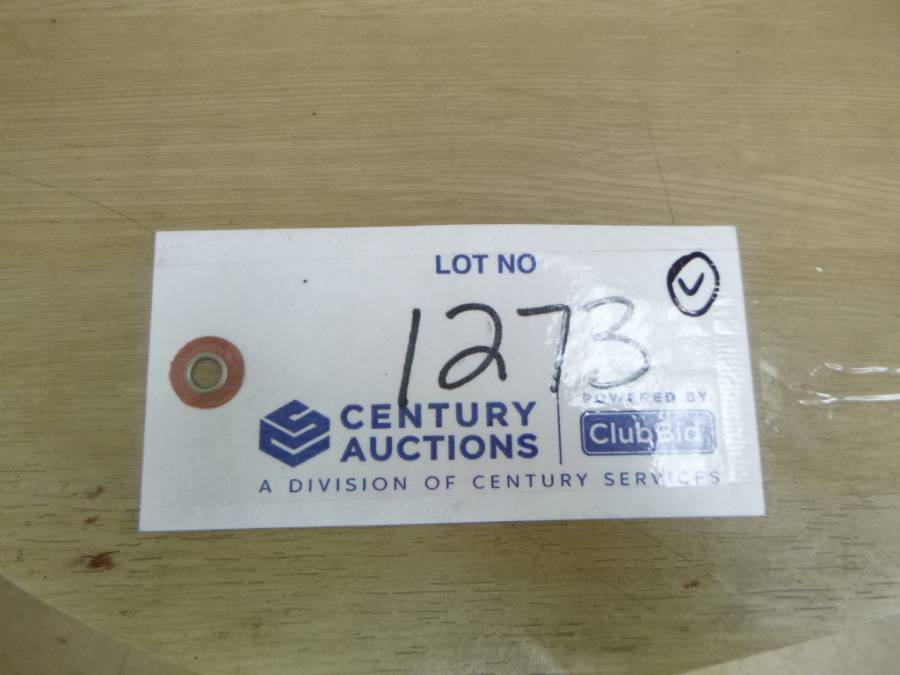 LOT NO
V
1273
CENTURY
AUCTIONS
POWERED BY
ClubBid
A DIVISION OF CENTURY SERVICES